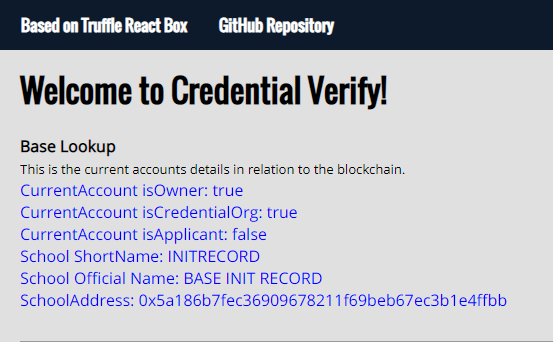 Based on Truffle React Box GitHub Repository
Welcome to Credential Verify!
Base Lookup
This is the current accounts details in relation to the blockchain.
CurrentAccount isOwner: true
CurrentAccount isCredentialOrg: true
CurrentAccount isApplicant: false
School ShortName: INITRECORD
School Official Name: BASE INIT RECORD
SchoolAddress: 0x5a186b7fec36909678211f69beb67ec3b1e4ffbb